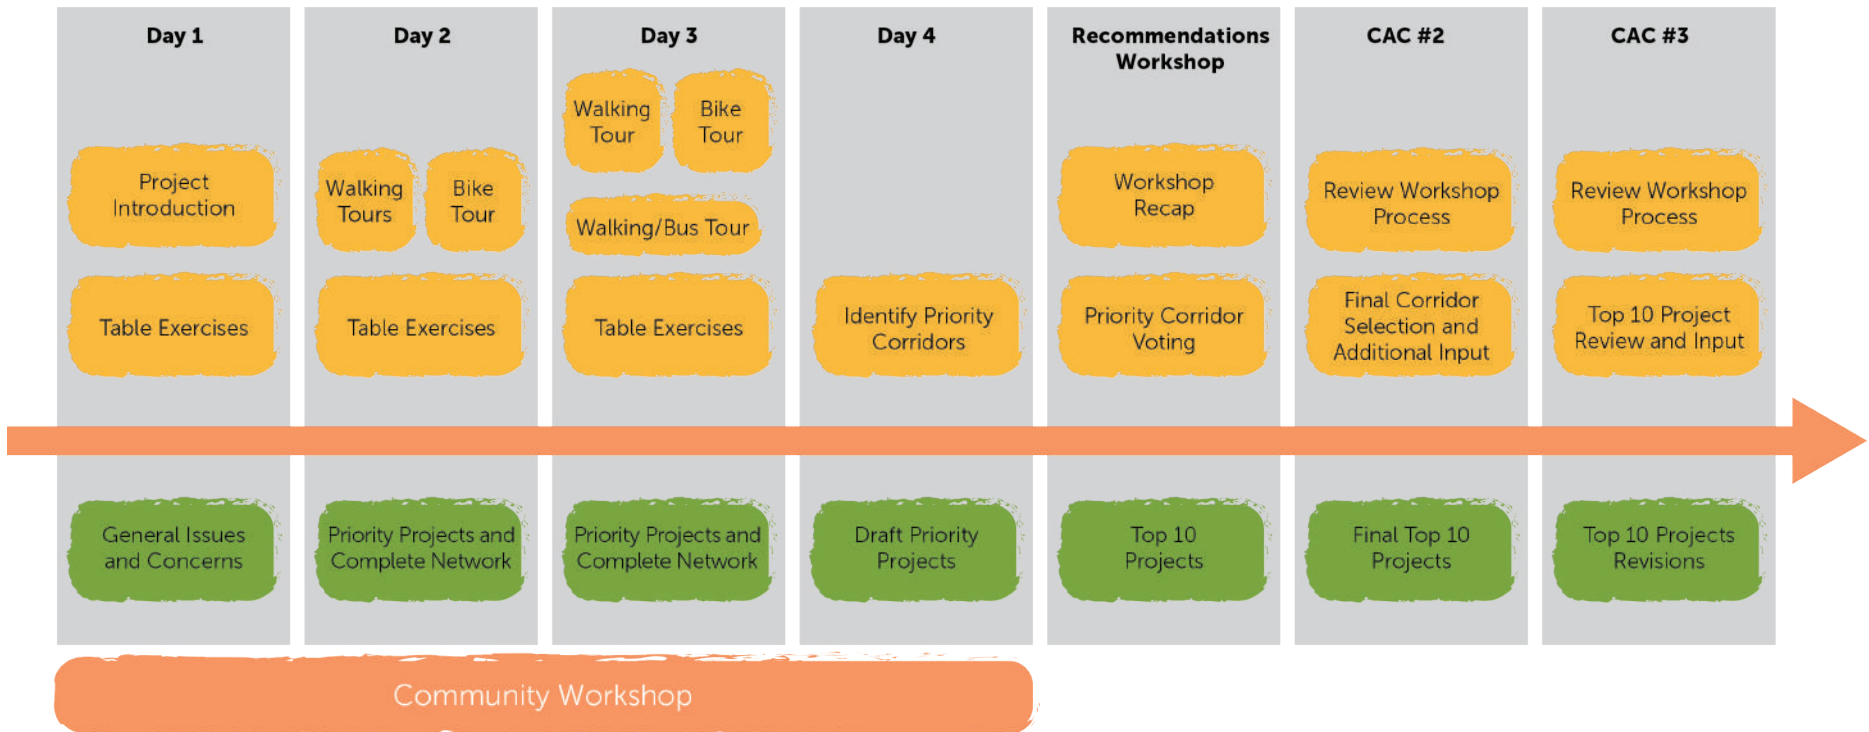 Day 1
Project
Introduction
Table Exercises
General Issues
and Concerns
Day 2
Walking
Tours
Bike
Tour
Table Exercises
Priority Projects and
Complete Network
Day 3
Walking
Tour
Bike
Tour
Walking/Bus Tour
Table Exercises
Priority Projects and
Complete Network
Day 4
Identify Priority
Corridors
Draft Priority
Projects
Recommendations
Workshop
Workshop
Recap
Priority Corridor
Voting
Top 10
Projects
CAC #2
Review Workshop
Process
Final Corridor
Selection and
Additional Input
Final Top 10
Projects
CAC #3
Review Workshop
Process
Top 10 Project
Review and Input
Top 10 Projects
Revisions
Community Workshop